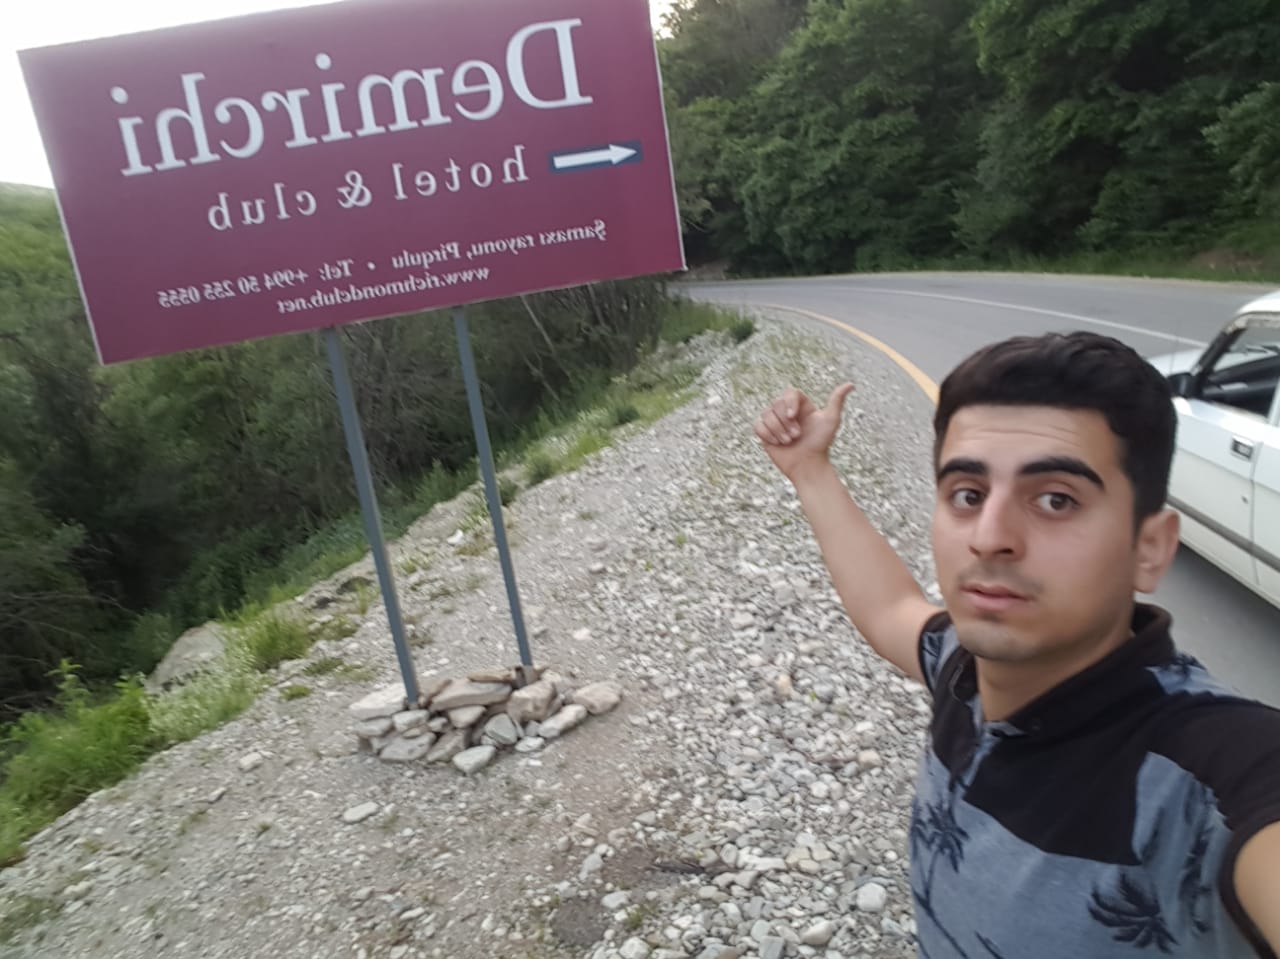 Demirchi
hotel & club
Şamaxı rayonu, Pirqulu • Tel: +994 50 255 0555
www.richmondclub.net